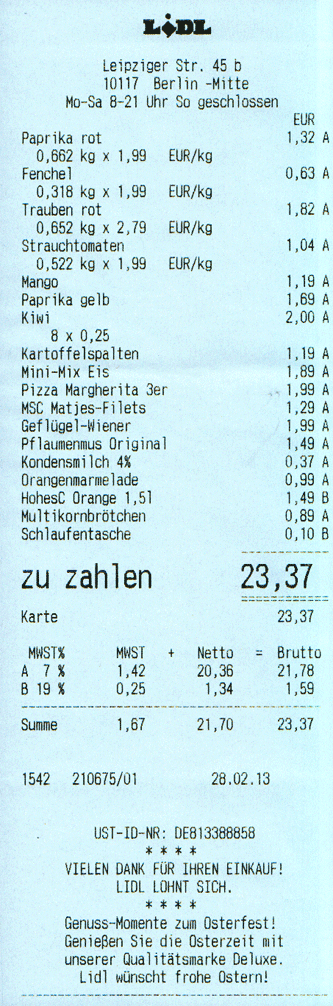 LiDL
Leipziger Str. 45 b
10117 Berlin -Mitte
Mo-Sa 8-21 Uhr So geschlossen
EUR
Paprika rot 1,32 A
0,662 kg x 1,99 EUR/kg
Fenchel 0,63 A
0,318 kg x 1,99 EUR/kg
Trauben rot 1,82 A
0,652 kg x 2,79 EUR/kg
Strauchtomaten 1,04 A
0,522 kg x 1,99 EUR/kg
Mango 1,19 A
Paprika gelb 1,69 A
Kiwi 2,00 A
8 x 0,25
Kartoffelspalten 1,19 A
Mini-Mix Eis 1,89 A
Pizza Margherita 3er 1,99 A
MSC Matjes-Filets 1,29 A
Geflügel-Wiener 1,99 A
Pflaumenmus Original 1,49 A
Kondensmilch 4% 0,37 A
Orangenmarmelade 0,99 A
HohesC Orange 1,5l 1,49 B
Multikornbrötchen 0,89 A
Schlaufentasche 0,10 B
zu zahlen 23,37
Karte 23,37
MWST% MWST + Netto = Brutto
A 7 % 1,42 20,36 21,78
B 19 % 0,25 1,34 1,59
Summe 1,67 21,70 23,37
1542 210675/01 28.02.13
UST-ID-NR: DE813388858
* * * *
VIELEN DANK FÜR IHREN EINKAUF!
LIDL LOHNT SICH.
* * * *
Genuss-Momente zum Osterfest!
Genießen Sie die Osterzeit mit
unserer Qualitätsmarke Deluxe.
Lidl wünscht frohe Ostern!